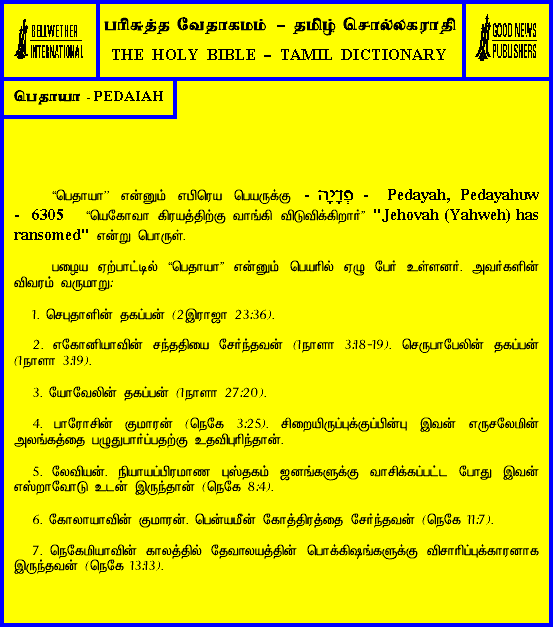 BELLWETHER
INTERNATIONAL
பரிசுத்த வேதாகமம் – தமிழ் சொல்லகராதி
THE HOLY BIBLE – TAMIL DICTIONARY
GOOD NEWS
PUBLISHERS
பெதாயா - PEDAIAH
“பெதாயா” என்னும் எபிரெய பெயருக்கு - פְּדָיָה - Pedayah, Pedayahuw
- 6305 “யெகோவா கிரயத்திற்கு வாங்கி விடுவிக்கிறார்” "Jehovah (Yahweh) has
ransomed" என்று பொருள்.
பழைய ஏற்பாட்டில் “பெதாயா” என்னும் பெயரில் ஏழு பேர் உள்ளனர். அவர்களின்
விவரம் வருமாறு:
1. செபுதாளின் தகப்பன் (2இராஜா 23:36).
2. எகோனியாவின் சந்ததியை சேர்ந்தவன் (1நாளா 3:18-19). செருபாபேலின் தகப்பன்
(1நாளா 3:19).
3. யோவேலின் தகப்பன் (1நாளா 27:20).
4. பாரோசின் குமாரன் (நெகே 3:25). சிறையிருப்புக்குப்பின்பு இவன் எருசலேமின்
அலங்கத்தை பழுதுபார்ப்பதற்கு உதவிபுரிந்தான்.
5. லேவியன். நியாயப்பிரமாண புஸ்தகம் ஜனங்களுக்கு வாசிக்கப்பட்ட போது இவன்
எஸ்றாவோடு உடன் இருந்தான் (நெகே 8:4).
6. கோலாயாவின் குமாரன். பென்யமீன் கோத்திரத்தை சேர்ந்தவன் (நெகே 11:7).
7. நெகேமியாவின் காலத்தில் தேவாலயத்தின் பொக்கிஷங்களுக்கு விசாரிப்புக்காரனாக
இருந்தவன் (நெகே 13:13).